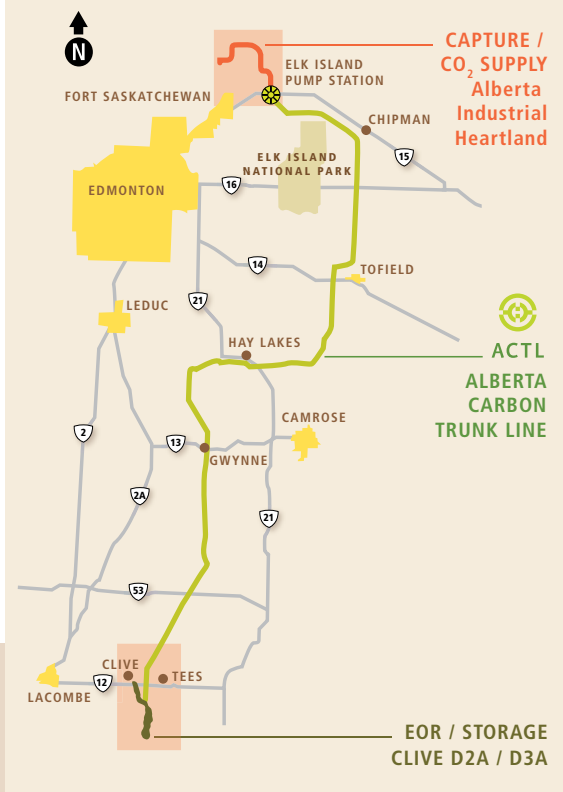 N
CAPTURE /
CO2 SUPPLY
Alberta
Industrial
Heartland
ELK ISLAND
PUMP STATION
FORT SASKATCHEWAN
CHIPMAN
15
ELK ISLAND
NATIONAL PARK
16
EDMONTON
14
TOFIELD
21
LEDUC
HAY LAKES
ACTL
ALBERTA
CARBON
TRUNK LINE
CAMROSE
2
13
GWYNNE
2A
21
53
CLIVE
TEES
12
LACOMBE
EOR / STORAGE
CLIVE D2A / D3A